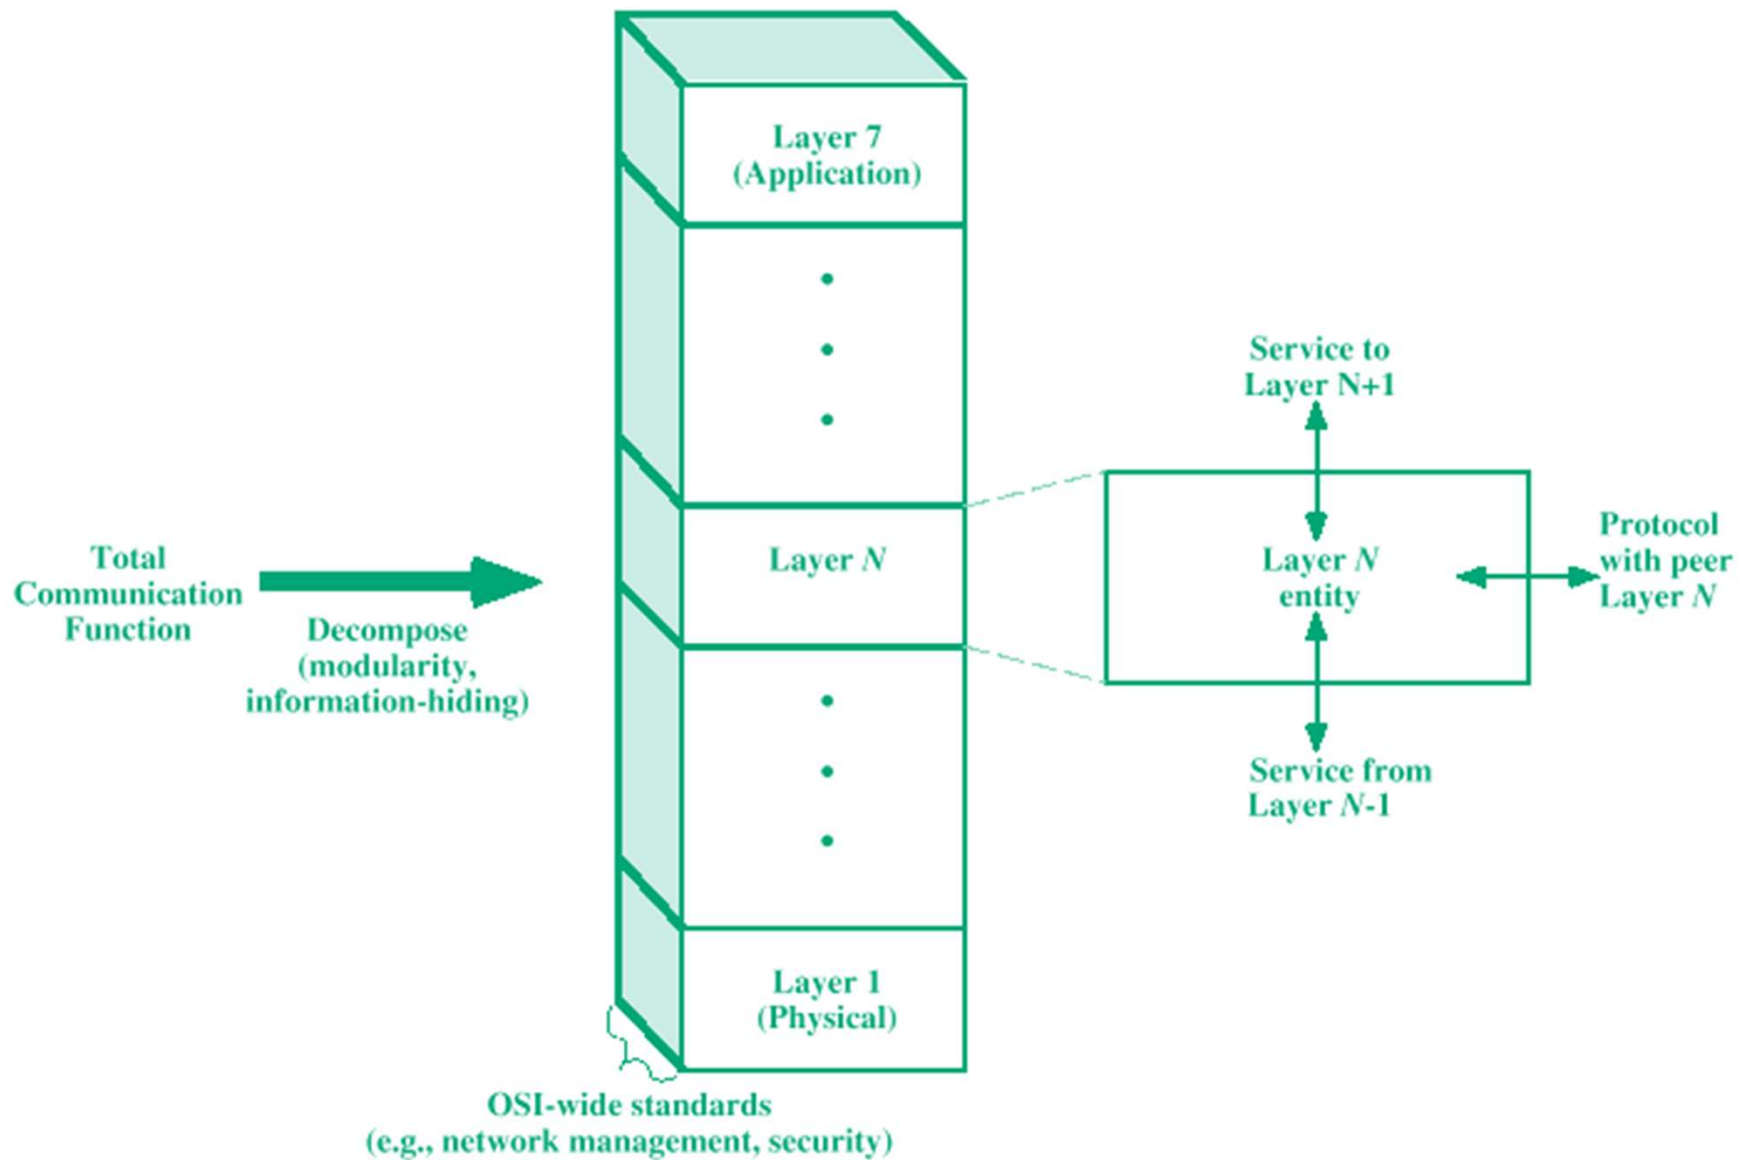 Layer 7
(Application)
Service to
Layer N+1
Total
Communication
Function
Decompose
(modularity,
information-hiding)
Layer N
Layer N
entity
Protocol
with peer
Layer N
Service from
Layer N-1
Layer 1
(Physical)
OSI-wide standards
(e.g., network management, security)